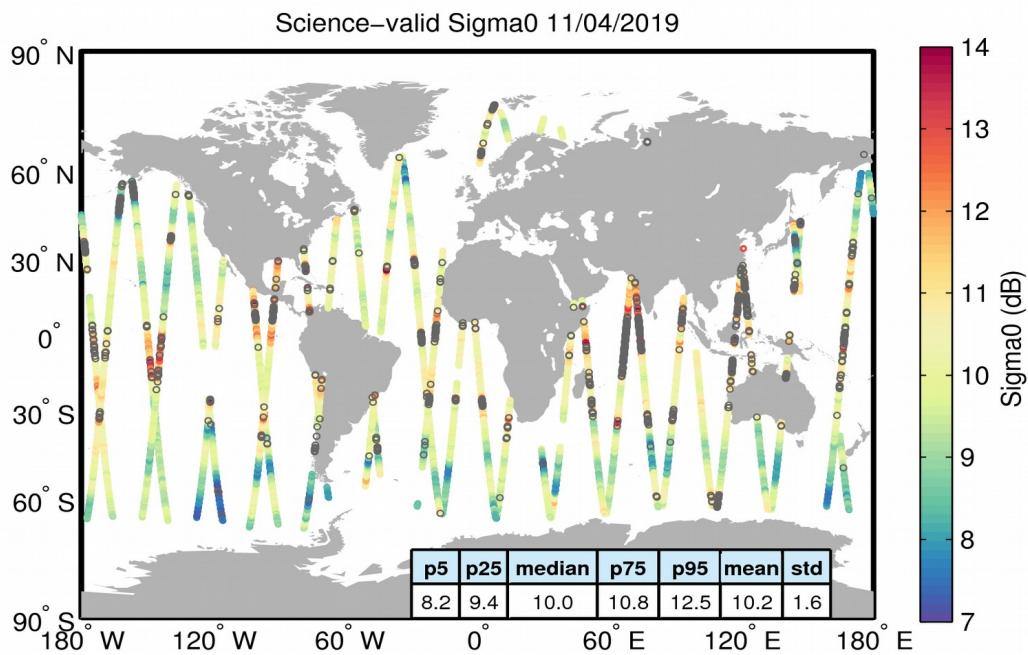 Science−valid Sigma0 11/04/2019
90° N
60° N
30° N
0°
30° S
60° S
90° S
180° W
120° W
60° W
0°
60° E
120° E
180° E
p5 p25 median p75 p95 mean std
8.2 9.4 10.0 10.8 12.5 10.2 1.6
14
13
12
11
10
9
8
7
Sigma0 (dB)